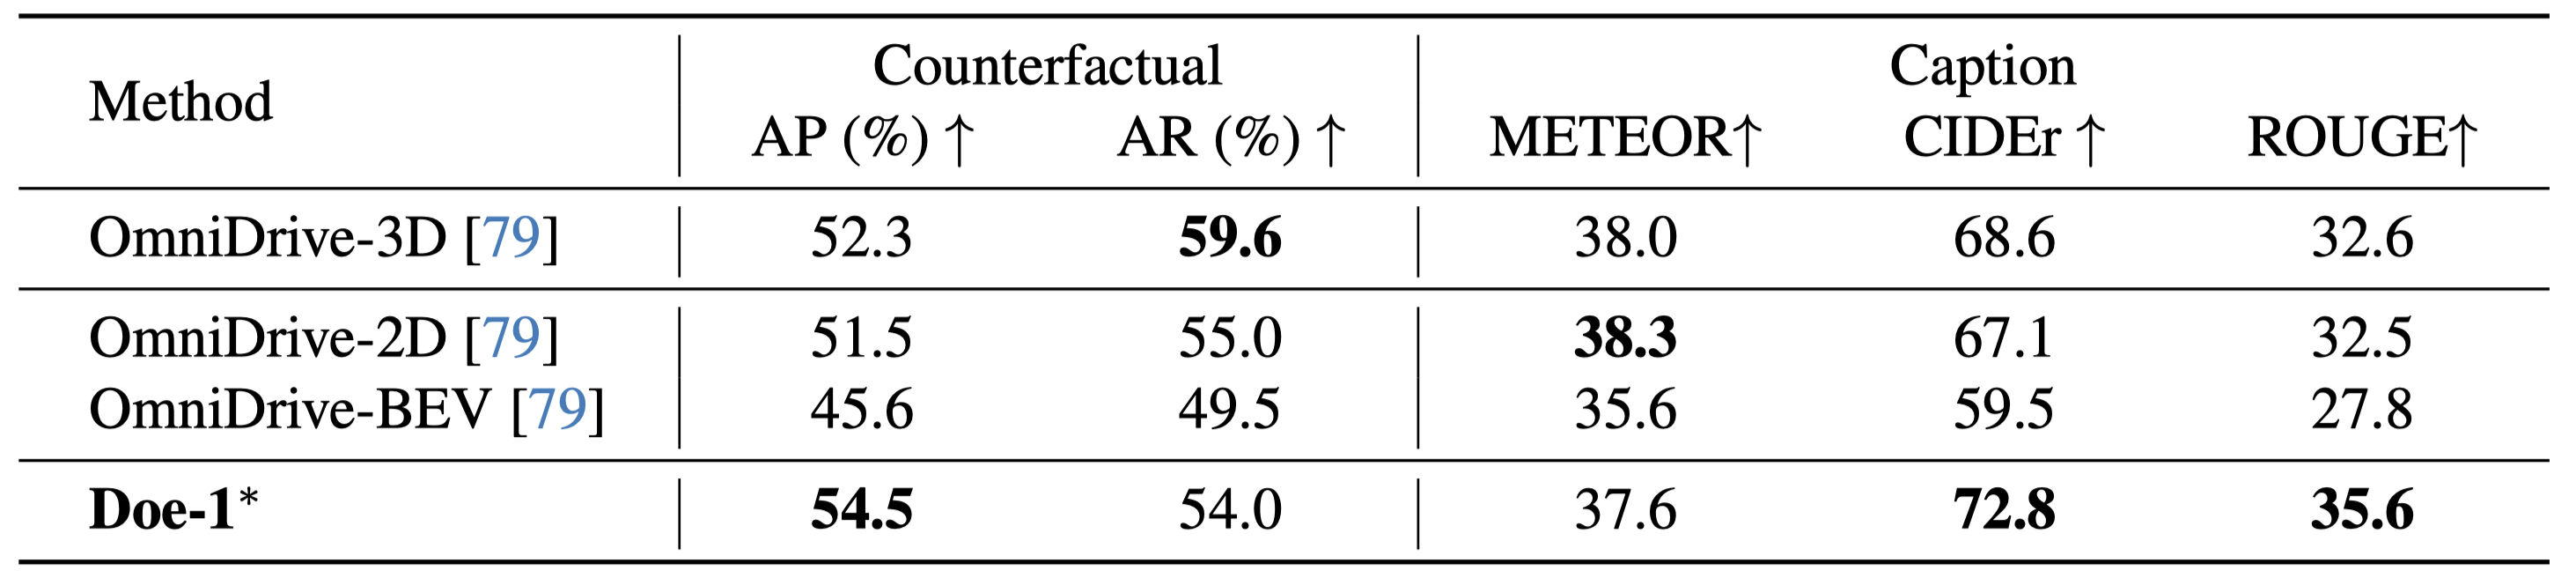 Method Counterfactual Caption
AP (%) ↑ AR (%) ↑ METEOR↑ CIDEr ↑ ROUGE↑
OmniDrive-3D [79] 52.3 59.6 38.0 68.6 32.6
OmniDrive-2D [79] 51.5 55.0 38.3 67.1 32.5
OmniDrive-BEV [79] 45.6 49.5 35.6 59.5 27.8
Doe-1* 54.5 54.0 37.6 72.8 35.6